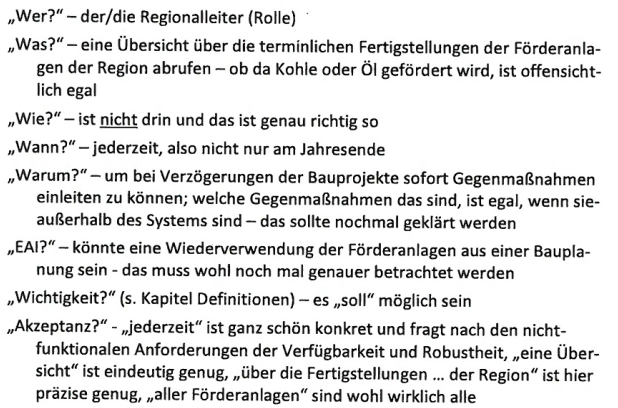 „Wer?“ – der/die Regionalleiter (Rolle)
„Was?“ – eine Übersicht über die terminlichen Fertigstellungen der Förderanla-
gen der Region abrufen – ob da Kohle oder Öl gefördert wird, ist offensicht-
lich egal
„Wie?“ – ist nicht drin und das ist genau richtig so
„Wann?“ – jederzeit, also nicht nur am Jahresende
„Warum?“ – um bei Verzögerungen der Bauprojekte sofort Gegenmaßnahmen
einleiten zu können; welche Gegenmaßnahmen das sind, ist egal, wenn sie-
außerhalb des Systems sind – das sollte nochmal geklärt werden
„EAI?“ – könnte eine Wiederverwendung der Förderanlagen aus einer Baupla-
nung sein - das muss wohl noch mal genauer betrachtet werden
„Wichtigkeit?“ (s. Kapitel Definitionen) – es „soll“ möglich sein
„Akzeptanz?“ - „jederzeit“ ist ganz schön konkret und fragt nach den nicht-
funktionalen Anforderungen der Verfügbarkeit und Robustheit, „eine Über-
sicht“ ist eindeutig genug, „über die Fertigstellungen ... der Region“ ist hier
präzise genug, „aller Förderanlagen“ sind wohl wirklich alle